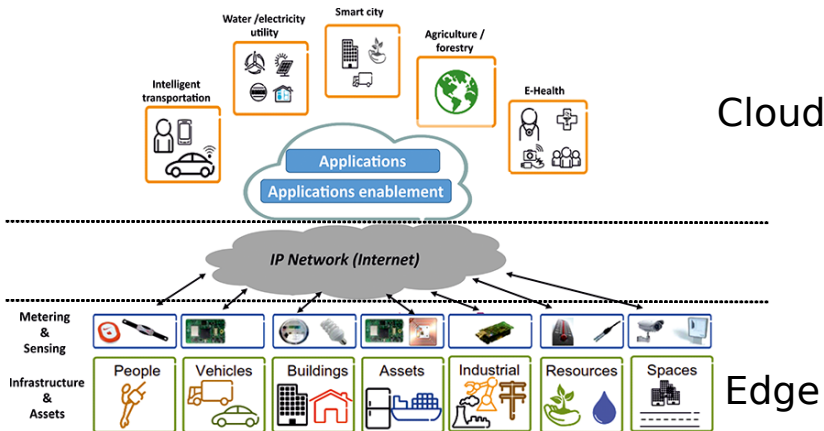 Smart city
Water /electricity
utility
Agriculture /
forestry
Intelligent
transportation
E-Health
Cloud
Applications
Applications enablement
IP Network (Internet)
Metering
&
Sensing
People
Vehicles
Buildings
Assets
Industrial
Resources
Spaces
Infrastructure
&
Assets
Edge